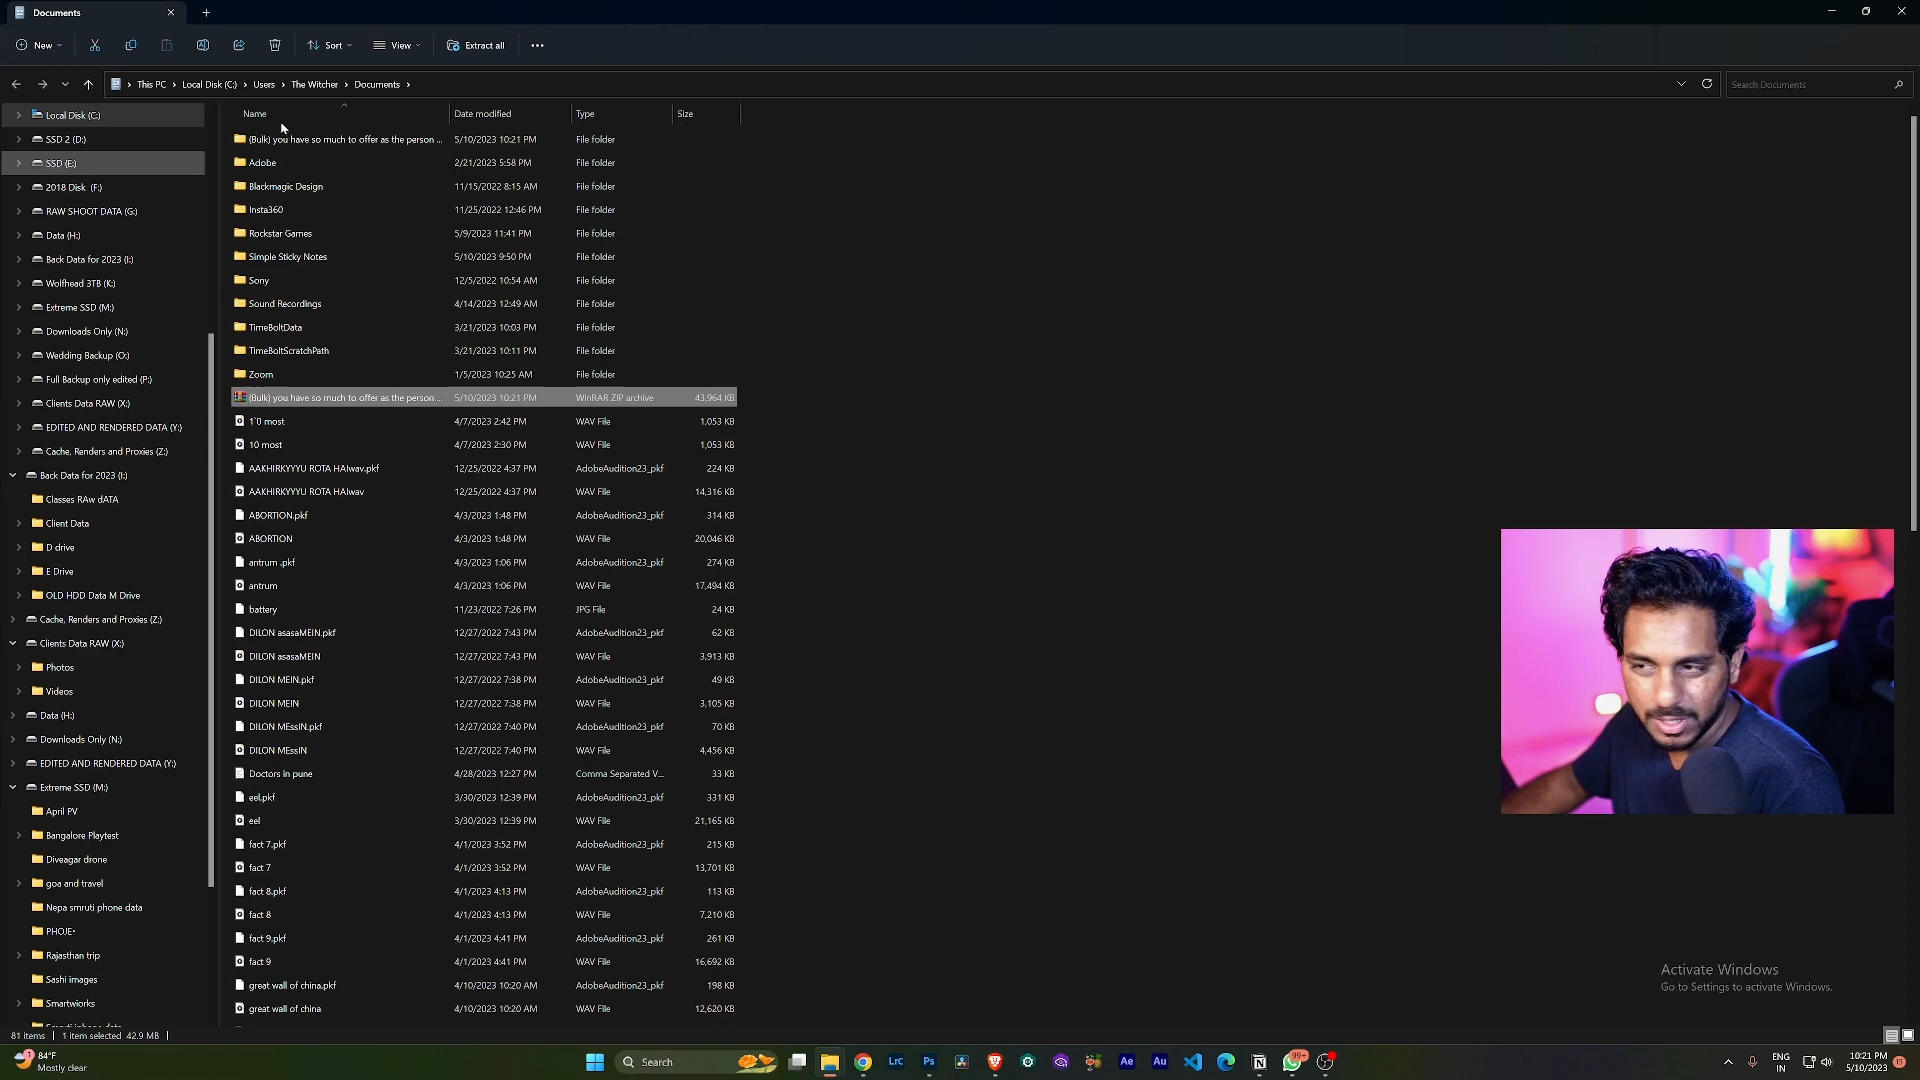 Documents
New
Sort
View
Extract all
This PC > Local Disk (C:) > Users > The Witcher > Documents >
Search Documents
Local Disk (C:)
SSD 2 (D:)
SSD (E:)
2018 Disk (F:)
RAW SHOOT DATA (G:)
Data (H:)
Back Data for 2023 (I:)
Wolfhead 3TB (K:)
Extreme SSD (M:)
Downloads Only (N:)
Wedding Backup (O:)
Full Backup only edited (P:)
Clients Data RAW (X:)
EDITED AND RENDERED DATA (Y:)
Cache, Renders and Proxies (Z:)
Back Data for 2023 (I:)
Classes RAw dATA
Client Data
D drive
E Drive
OLD HDD Data M Drive
Cache, Renders and Proxies (Z:)
Clients Data RAW (X:)
Photos
Videos
Data (H:)
Downloads Only (N:)
EDITED AND RENDERED DATA (Y:)
Extreme SSD (M:)
April PV
Bangalore Playtest
Diveagar drone
goa and travel
Nepa smruti phone data
PHOJE-
Rajasthan trip
Sashi images
Smartworks
Name Date modified Type Size
(Bulk) you have so much to offer as the person ... 5/10/2023 10:21 PM File folder
Adobe 2/21/2023 5:58 PM File folder
Blackmagic Design 11/15/2022 8:15 AM File folder
Insta360 11/25/2022 12:46 PM File folder
Rockstar Games 5/9/2023 11:41 PM File folder
Simple Sticky Notes 5/10/2023 9:50 PM File folder
Sony 12/5/2022 10:54 AM File folder
Sound Recordings 4/14/2023 12:49 AM File folder
TimeBoltData 3/21/2023 10:03 PM File folder
TimeBoltScratchPath 3/21/2023 10:11 PM File folder
Zoom 1/5/2023 10:25 AM File folder
(Bulk) you have so much to offer as the person ... 5/10/2023 10:21 PM WinRAR ZIP archive 43,964 KB
1`0 most 4/7/2023 2:42 PM WAV File 1,053 KB
10 most 4/7/2023 2:30 PM WAV File 1,053 KB
AAKHIRKYYYU ROTA HAIwav.pkf 12/25/2022 4:37 PM AdobeAudition23_pkf 224 KB
AAKHIRKYYYU ROTA HAIwav 12/25/2022 4:37 PM WAV File 14,316 KB
ABORTION.pkf 4/3/2023 1:48 PM AdobeAudition23_pkf 314 KB
ABORTION 4/3/2023 1:48 PM WAV File 20,046 KB
antrum .pkf 4/3/2023 1:06 PM AdobeAudition23_pkf 274 KB
antrum 4/3/2023 1:06 PM WAV File 17,494 KB
battery 11/23/2022 7:26 PM JPG File 24 KB
DILON asasaMEIN.pkf 12/27/2022 7:43 PM AdobeAudition23_pkf 62 KB
DILON asasaMEIN 12/27/2022 7:43 PM WAV File 3,913 KB
DILON MEIN.pkf 12/27/2022 7:38 PM AdobeAudition23_pkf 49 KB
DILON MEIN 12/27/2022 7:38 PM WAV File 3,105 KB
DILON MEssIN.pkf 12/27/2022 7:40 PM AdobeAudition23_pkf 70 KB
DILON MEssIN 12/27/2022 7:40 PM WAV File 4,456 KB
Doctors in pune 4/28/2023 12:27 PM Comma Separated V... 33 KB
eel.pkf 3/30/2023 12:39 PM AdobeAudition23_pkf 331 KB
eel 3/30/2023 12:39 PM WAV File 21,165 KB
fact 7.pkf 4/1/2023 3:52 PM AdobeAudition23_pkf 215 KB
fact 7 4/1/2023 3:52 PM WAV File 13,701 KB
fact 8.pkf 4/1/2023 4:13 PM AdobeAudition23_pkf 113 KB
fact 8 4/1/2023 4:13 PM WAV File 7,210 KB
fact 9.pkf 4/1/2023 4:41 PM AdobeAudition23_pkf 261 KB
fact 9 4/1/2023 4:41 PM WAV File 16,692 KB
great wall of china.pkf 4/10/2023 10:20 AM AdobeAudition23_pkf 198 KB
great wall of china 4/10/2023 10:20 AM WAV File 12,620 KB
Activate Windows
Go to Settings to activate Windows.
81 items 1 item selected 42.9 MB
1 84°F
Mostly clear
Search
Lrc Ps Ae Au
99+
ENG
IN
10:21 PM
5/10/2023
15